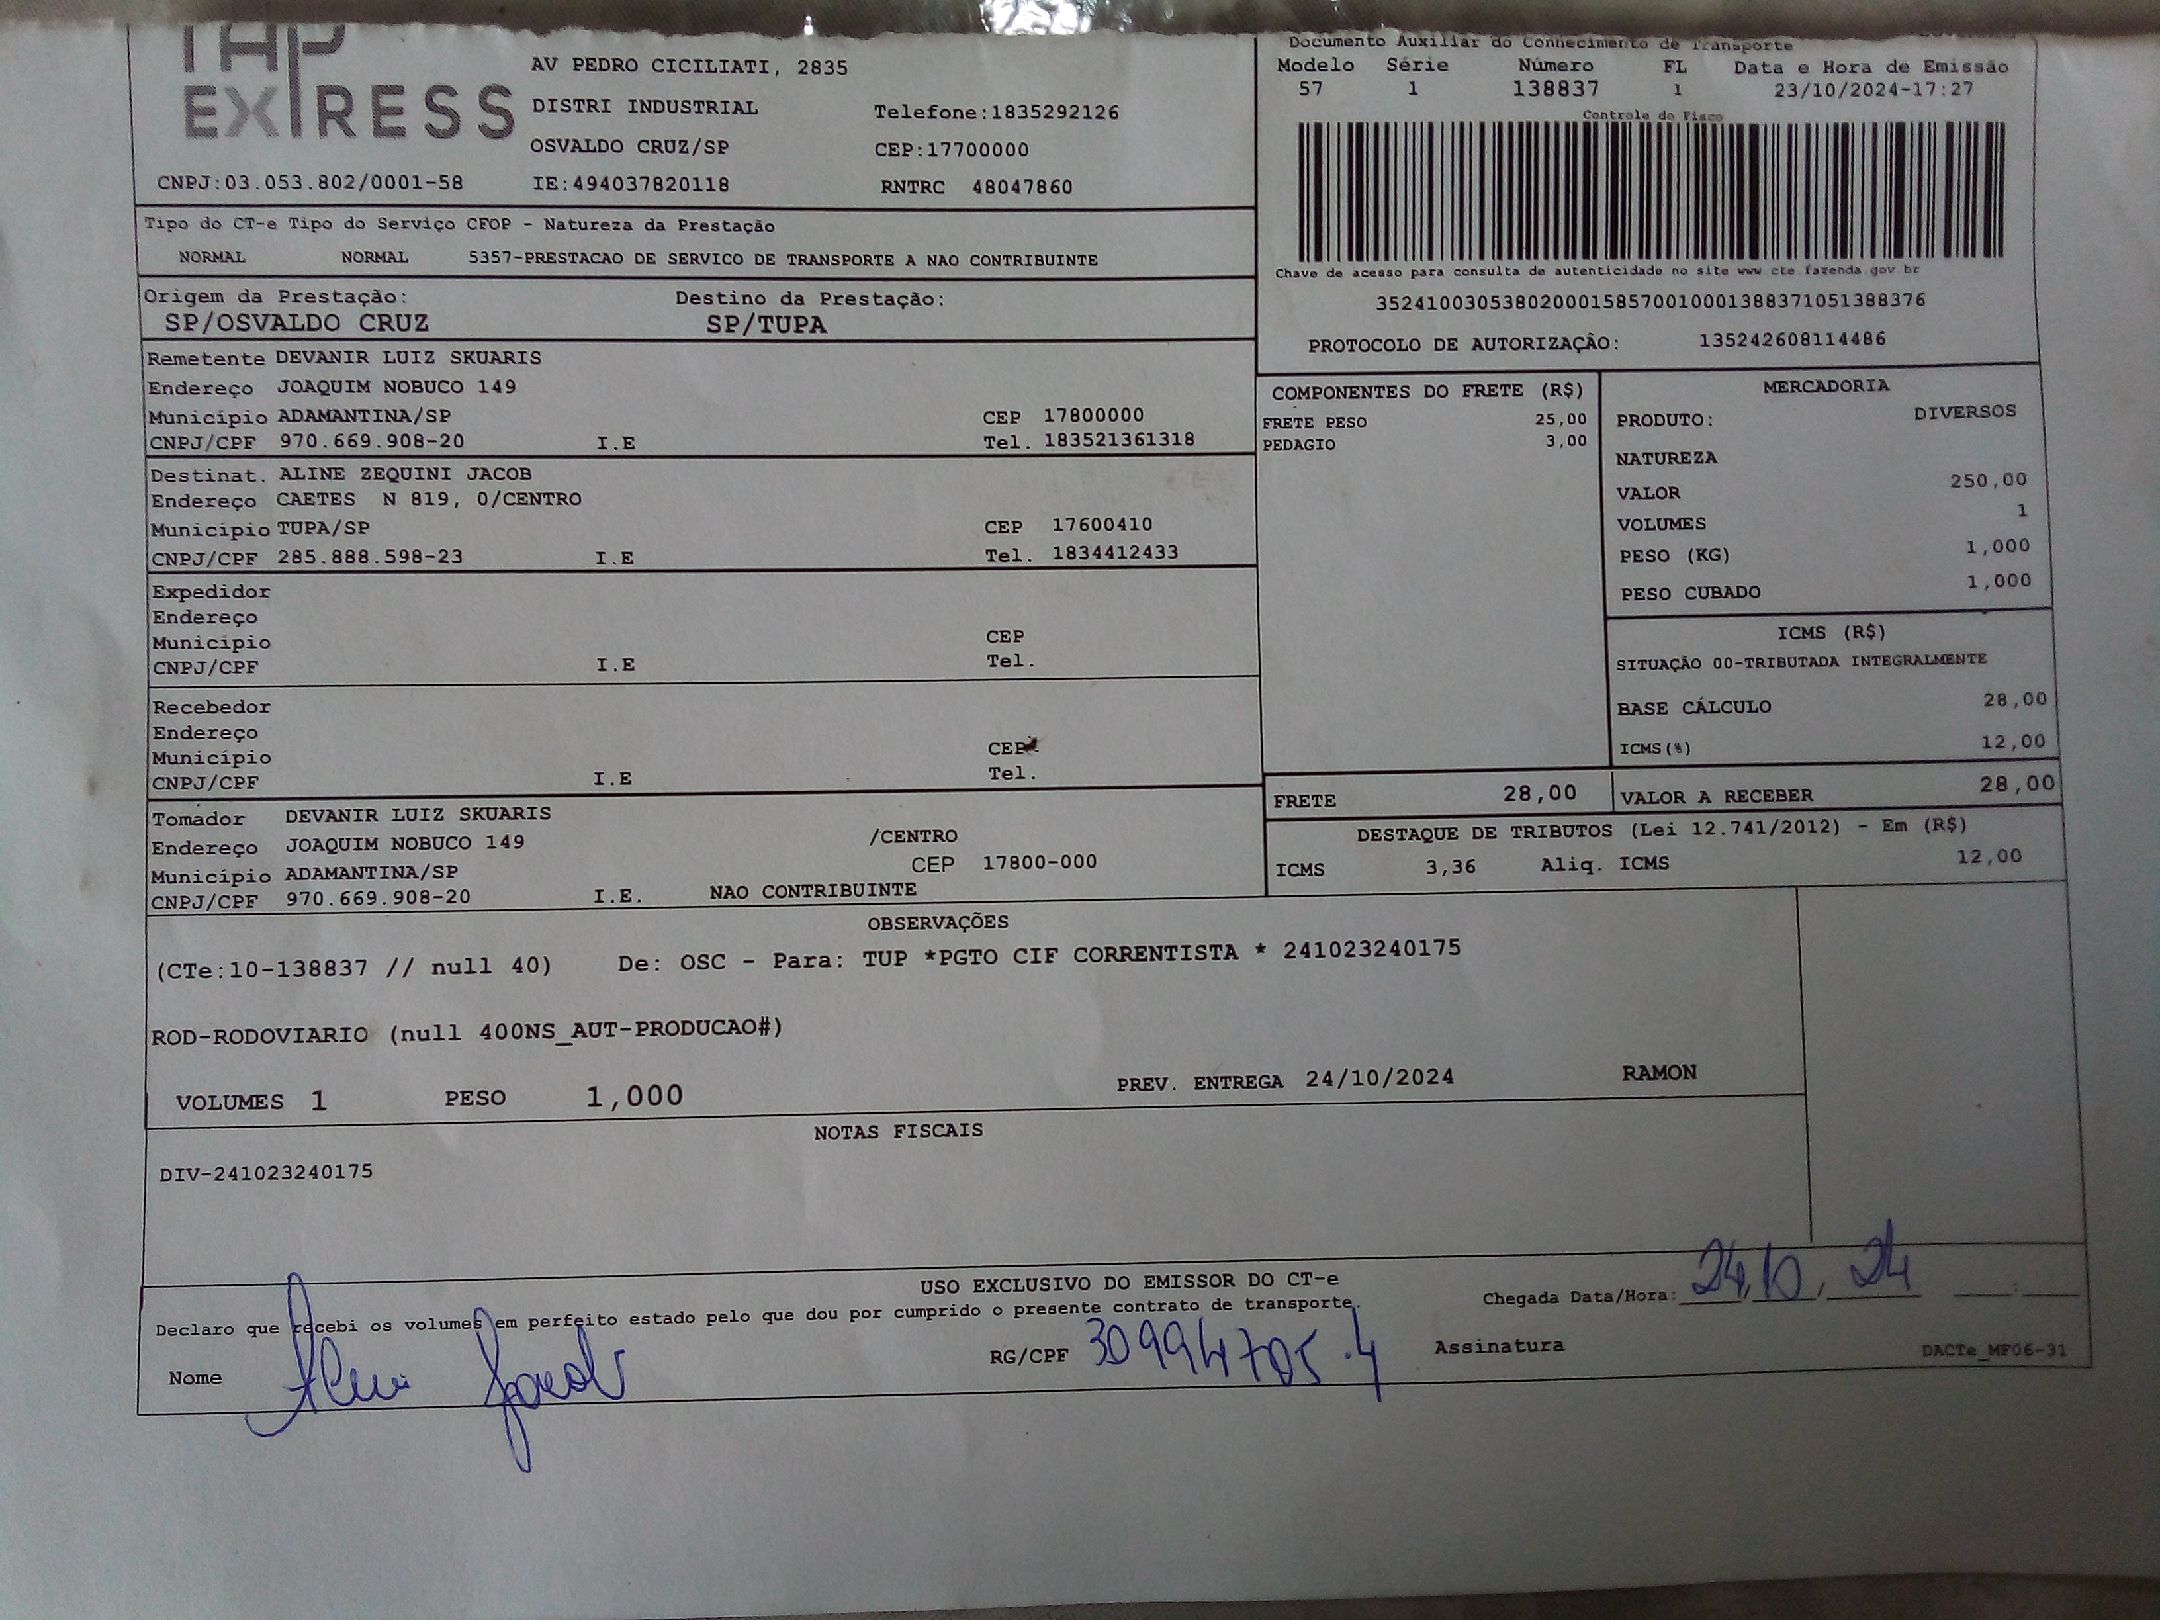 TAP
EXPRESS
AV PEDRO CICILIATI, 2835
DISTRI INDUSTRIAL Telefone:1835292126
OSVALDO CRUZ/SP CEP:17700000
CNPJ:03.053.802/0001-58 IE:494037820118 RNTRC 48047860
Documento Auxiliar do Conhecimento de Transporte
Modelo Série Número FL Data e Hora de Emissão
57 1 138837 1 23/10/2024-17:27
Controle do Fisco
Chave de acesso para consulta de autenticidade no site www.cte.fazenda.gov.br
35241003053802000158570010001388371051388376
PROTOCOLO DE AUTORIZAÇÂO: 135242608114486
Tipo do CT-e Tipo do Serviço CFOP - Natureza da Prestação
NORMAL NORMAL 5357-PRESTACAO DE SERVICO DE TRANSPORTE A NAO CONTRIBUINTE
Origem da Prestação: Destino da Prestação:
SP/OSVALDO CRUZ SP/TUPA
Remetente DEVANIR LUIZ SKUARIS
Endereço JOAQUIM NOBUCO 149
Município ADAMANTINA/SP CEP 17800000
CNPJ/CPF 970.669.908-20 I.E Tel. 183521361318
Destinat. ALINE ZEQUINI JACOB
Endereço CAETES N 819, 0/CENTRO
Município TUPA/SP CEP 17600410
CNPJ/CPF 285.888.598-23 I.E Tel. 1834412433
Expedidor
Endereço
Município CEP
CNPJ/CPF I.E Tel.
Recebedor
Endereço
Município CEP
CNPJ/CPF I.E Tel.
Tomador DEVANIR LUIZ SKUARIS
Endereço JOAQUIM NOBUCO 149 /CENTRO
Município ADAMANTINA/SP CEP 17800-000
CNPJ/CPF 970.669.908-20 I.E. NAO CONTRIBUINTE
COMPONENTES DO FRETE (R$)
FRETE PESO 25,00
PEDAGIO 3,00
MERCADORIA
PRODUTO: DIVERSOS
NATUREZA
VALOR 250,00
VOLUMES 1
PESO (KG) 1,000
PESO CUBADO 1,000
ICMS (R$)
SITUAÇÃO 00-TRIBUTADA INTEGRALMENTE
BASE CÁLCULO 28,00
ICMS(%) 12,00
FRETE 28,00 VALOR A RECEBER 28,00
DESTAQUE DE TRIBUTOS (Lei 12.741/2012) - Em (R$)
ICMS 3,36 Aliq. ICMS 12,00
OBSERVAÇÕES
(CTe:10-138837 // null 40) De: OSC - Para: TUP *PGTO CIF CORRENTISTA * 241023240175
ROD-RODOVIARIO (null 400NS_AUT-PRODUCAO#)
VOLUMES 1 PESO 1,000 PREV. ENTREGA 24/10/2024 RAMON
NOTAS FISCAIS
DIV-241023240175
USO EXCLUSIVO DO EMISSOR DO CT-e
Declaro que recebi os volumes em perfeito estado pelo que dou por cumprido o presente contrato de transporte.
Chegada Data/Hora: 24,10,24 :
Nome Aline Jacob RG/CPF 30994705.4 Assinatura
DACTe_MF06-31